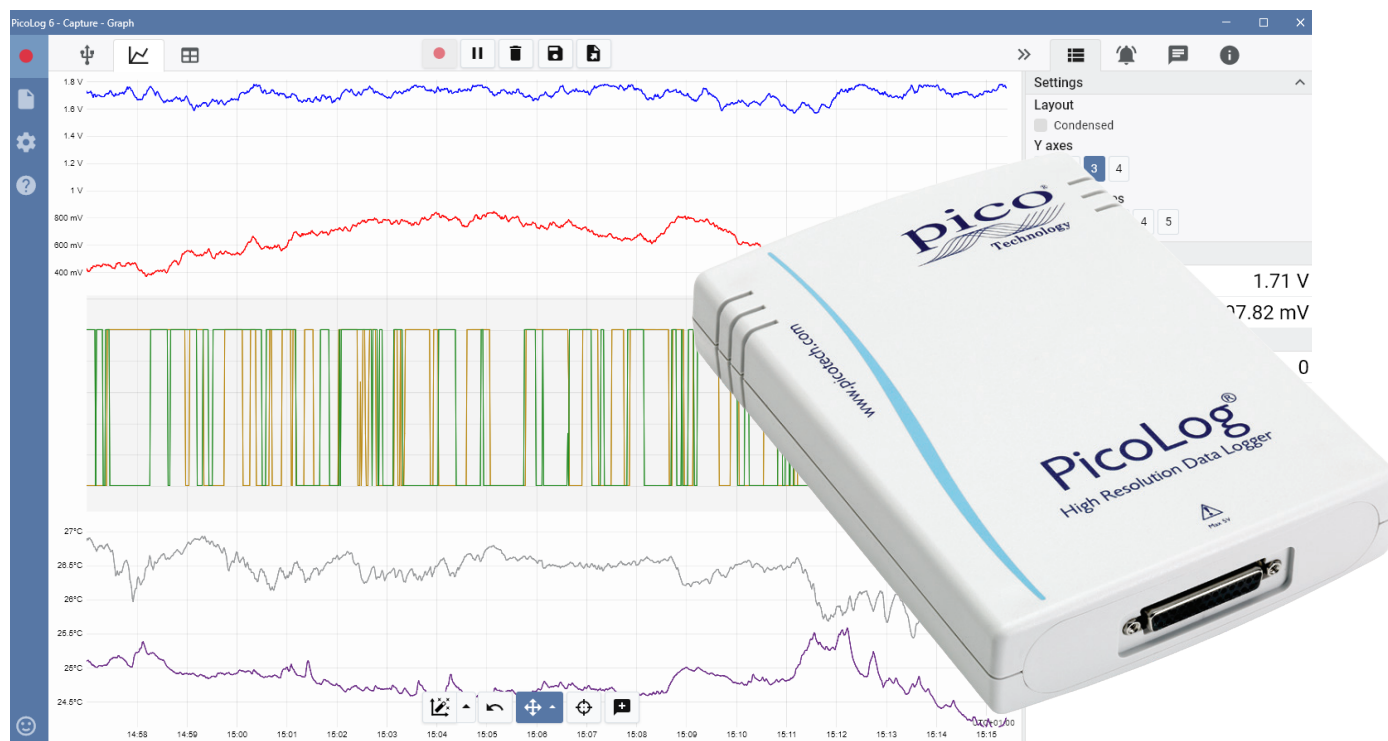 PicoLog 6 - Capture - Graph
Settings
Layout
Condensed
Y axes
3
4
4
5
1.71 V
07.82 mV
0
1.8 V
1.6 V
1.4 V
1.2 V
1 V
800 mV
600 mV
400 mV
27°C
26.5°C
26°C
25.5°C
25°C
24.5°C
14:58 14:59 15:00 15:01 15:02 15:03 15:04 15:05 15:06 15:07 15:08 15:09 15:10 15:11 15:12 15:13 15:14 15:15
pico®
Technology
www.picotech.com
PicoLog®
High Resolution Data Logger
Max 5V